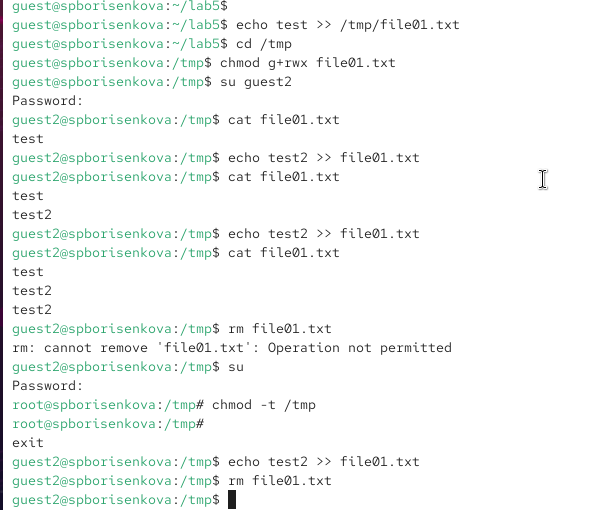 guest@spborisenkova:~/lab5$
guest@spborisenkova:~/lab5$ echo test >> /tmp/file01.txt
guest@spborisenkova:~/lab5$ cd /tmp
guest@spborisenkova:/tmp$ chmod g+rwx file01.txt
guest@spborisenkova:/tmp$ su guest2
Password:
guest2@spborisenkova:/tmp$ cat file01.txt
test
guest2@spborisenkova:/tmp$ echo test2 >> file01.txt
guest2@spborisenkova:/tmp$ cat file01.txt
test
test2
guest2@spborisenkova:/tmp$ echo test2 >> file01.txt
guest2@spborisenkova:/tmp$ cat file01.txt
test
test2
test2
guest2@spborisenkova:/tmp$ rm file01.txt
rm: cannot remove 'file01.txt': Operation not permitted
guest2@spborisenkova:/tmp$ su
Password:
root@spborisenkova:/tmp# chmod -t /tmp
root@spborisenkova:/tmp#
exit
guest2@spborisenkova:/tmp$ echo test2 >> file01.txt
guest2@spborisenkova:/tmp$ rm file01.txt
guest2@spborisenkova:/tmp$